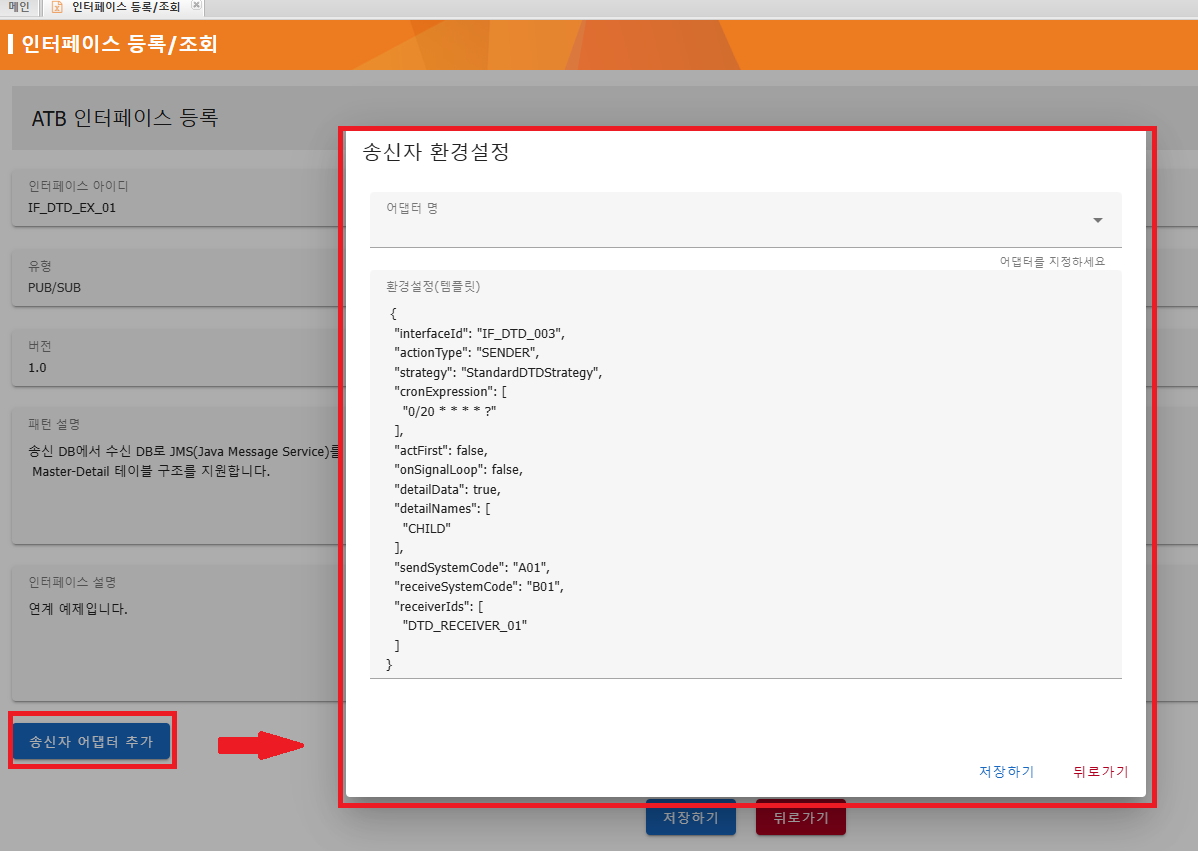 메인
인터페이스 등록/조회
인터페이스 등록/조회
ATB 인터페이스 등록
인터페이스 아이디
IF_DTD_EX_01
유형
PUB/SUB
버전
1.0
패턴 설명
송신 DB에서 수신 DB로 JMS(Java Message Service)를
Master-Detail 테이블 구조를 지원합니다.
인터페이스 설명
연계 예제입니다.
송신자 어댑터 추가
송신자 환경설정
어댑터 명
어댑터를 지정하세요
환경설정(템플릿)
{
"interfaceId": "IF_DTD_003",
"actionType": "SENDER",
"strategy": "StandardDTDStrategy",
"cronExpression": [
"0/20 * * * * ?"
],
"actFirst": false,
"onSignalLoop": false,
"detailData": true,
"detailNames": [
"CHILD"
],
"sendSystemCode": "A01",
"receiveSystemCode": "B01",
"receiverIds": [
"DTD_RECEIVER_01"
]
}
저장하기 뒤로가기
저장하기 뒤로가기